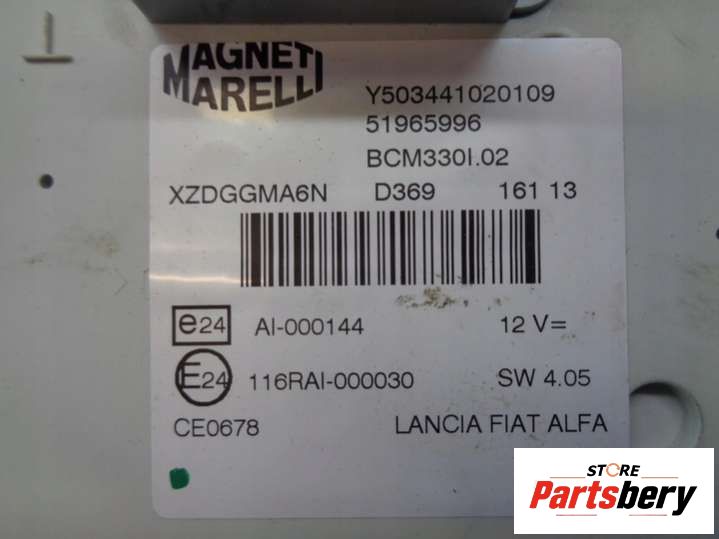 MAGNETI
MARELLI
Y503441020109
51965996
BCM330I.02
XZDGGMA6N D369 161 13
e24 AI-000144 12 V=
E24 116RAI-000030 SW 4.05
CE0678 LANCIA FIAT ALFA
STORE
Partsbery